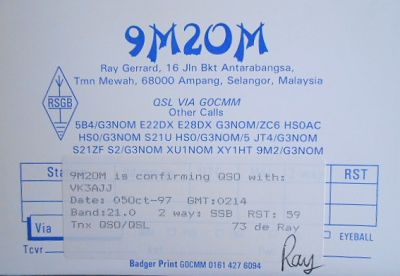 9M2OM
Ray Gerrard, 16 Jln Bkt Antarabangsa,
Tmn Mewah, 68000 Ampang, Selangor, Malaysia
RSGB
QSL VIA G0CMM
Other Calls
5B4/G3NOM E22DX E28DX G3NOM/ZC6 HS0AC
HS0/G3NOM S21U HS0/G3NOM/5 JT4/G3NOM
S21ZF S2/G3NOM XU1NOM XY1HT 9M2/G3NOM
Sta
RST
9M2OM is confirming QSO with:
VK3AJJ
Date: 05Oct-97 GMT:0214
Band:21.0 2 way: SSB RST: 59
Tnx QSO/QSL 73 de Ray
Via
EYEBALL
Tcvr
Ray
Badger Print G0CMM 0161 427 6094